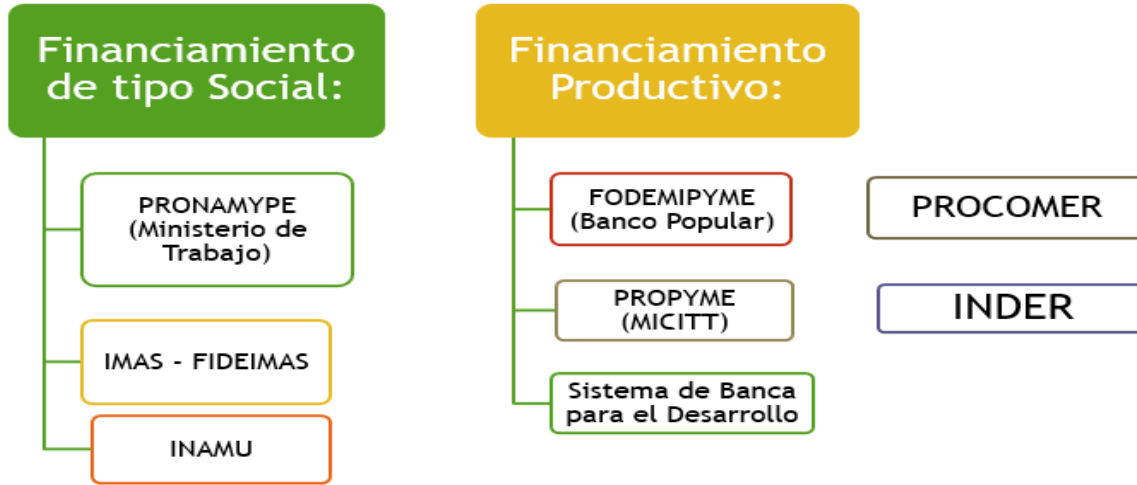 Financiamiento
de tipo Social:
PRONAMYPE
(Ministerio de
Trabajo)
IMAS - FIDEIMAS
INAMU
Financiamiento
Productivo:
FODEMIPYME
(Banco Popular)
PROPYME
(MICITT)
Sistema de Banca
para el Desarrollo
PROCOMER
INDER